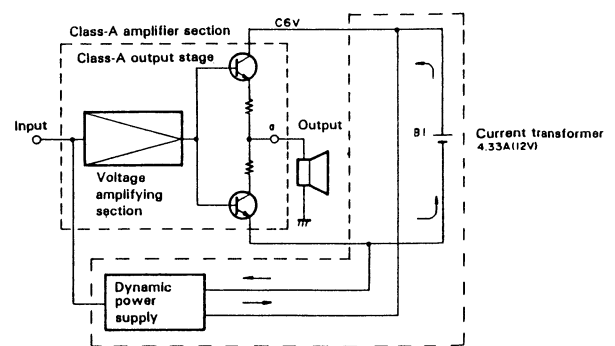 Class-A amplifier section
C6V
Class-A output stage
Input
a
Output
Voltage
amplifying
section
B1
Current transformer
4.33A(12V)
Dynamic
power
supply